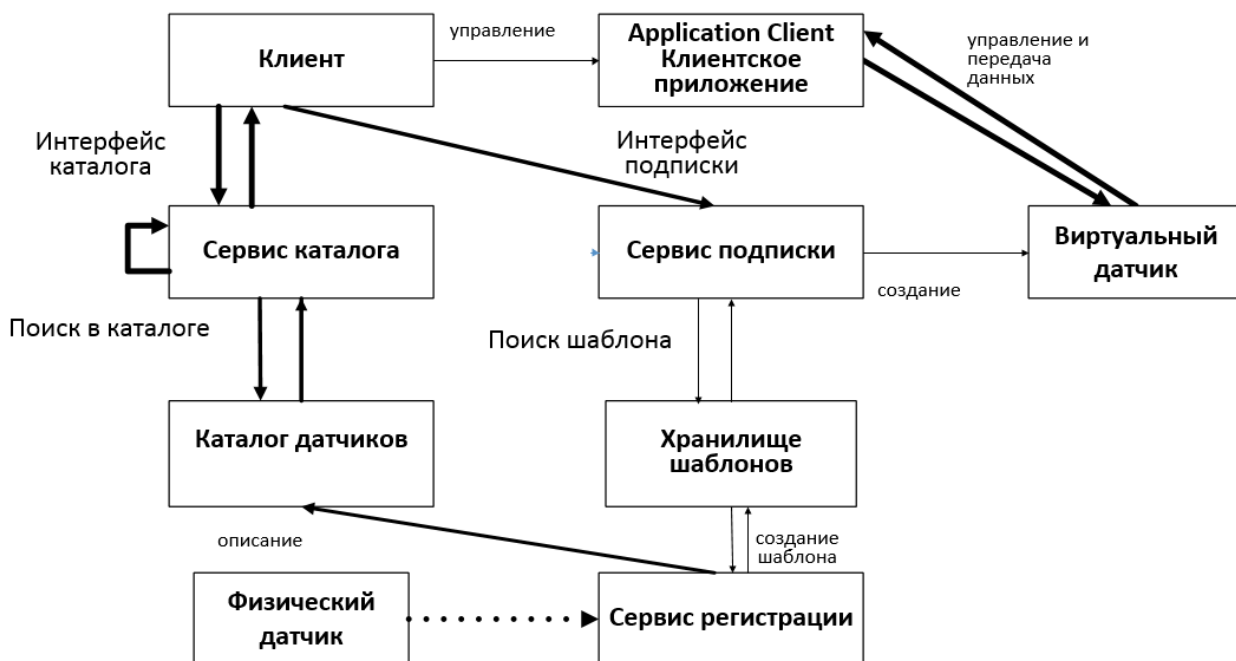 Клиент
управление
Application Client
Клиентское
приложение
управление и
передача
данных
Интерфейс
каталога
Интерфейс
подписки
Сервис каталога
Сервис подписки
Виртуальный
датчик
создание
Поиск в каталоге
Поиск шаблона
Каталог датчиков
Хранилище
шаблонов
описание
создание
шаблона
Физический
датчик
Сервис регистрации